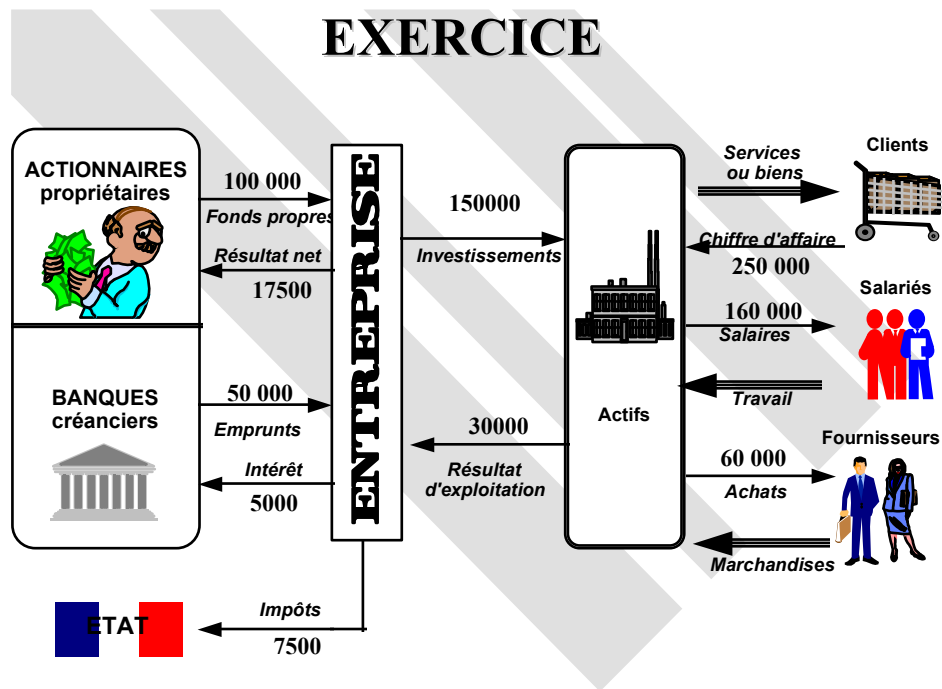 EXERCICE
ACTIONNAIRES
propriétaires
100 000
Fonds propres
Résultat net
17500
BANQUES
créanciers
50 000
Emprunts
Intérêt
5000
ENTREPRISE
150000
Investissements
30000
Résultat
d'exploitation
Actifs
Services
ou biens
Clients
Chiffre d'affaire
250 000
Salariés
160 000
Salaires
Travail
Fournisseurs
60 000
Achats
Marchandises
ETAT
Impôts
7500